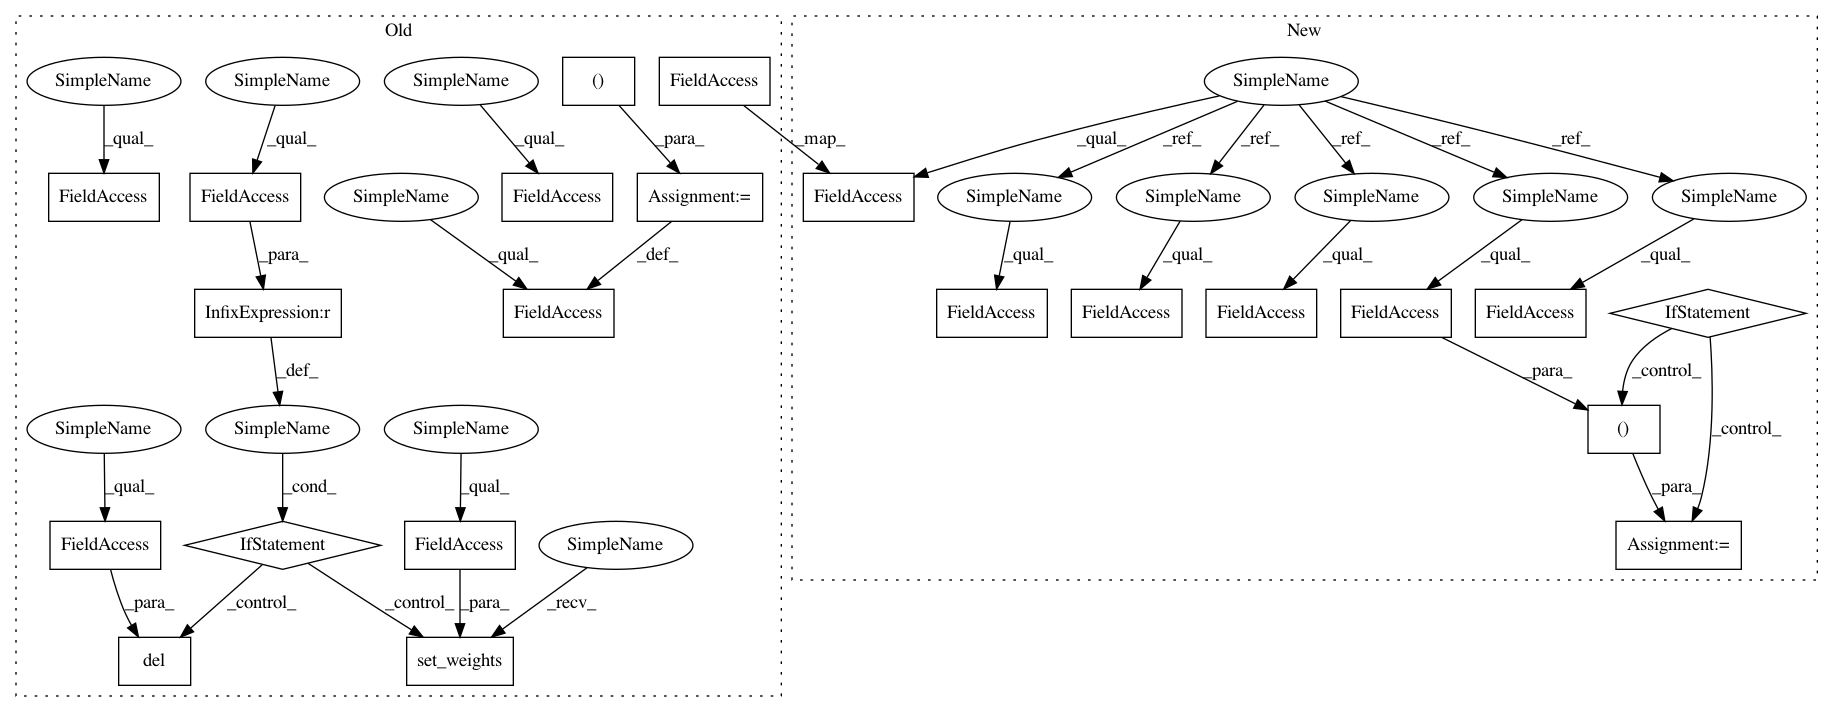 Old
New
SimpleName
SimpleName
SimpleName
()
FieldAccess
SimpleName
_qual_
_qual_
_qual_
_para_
_map_
_qual_
_ref_
_ref_
_ref_
_ref_
_ref_
FieldAccess
FieldAccess
SimpleName
FieldAccess
Assignment:=
FieldAccess
SimpleName
SimpleName
SimpleName
SimpleName
SimpleName
_para_
_qual_
_def_
_qual_
_qual_
_qual_
_qual_
_qual_
InfixExpression:r
FieldAccess
FieldAccess
FieldAccess
FieldAccess
FieldAccess
FieldAccess
IfStatement
_def_
_para_
_control_
SimpleName
SimpleName
SimpleName
()
_control_
_qual_
_cond_
_qual_
_para_
FieldAccess
IfStatement
FieldAccess
SimpleName
Assignment:=
_para_
_control_
_control_
_para_
_recv_
del
set_weights